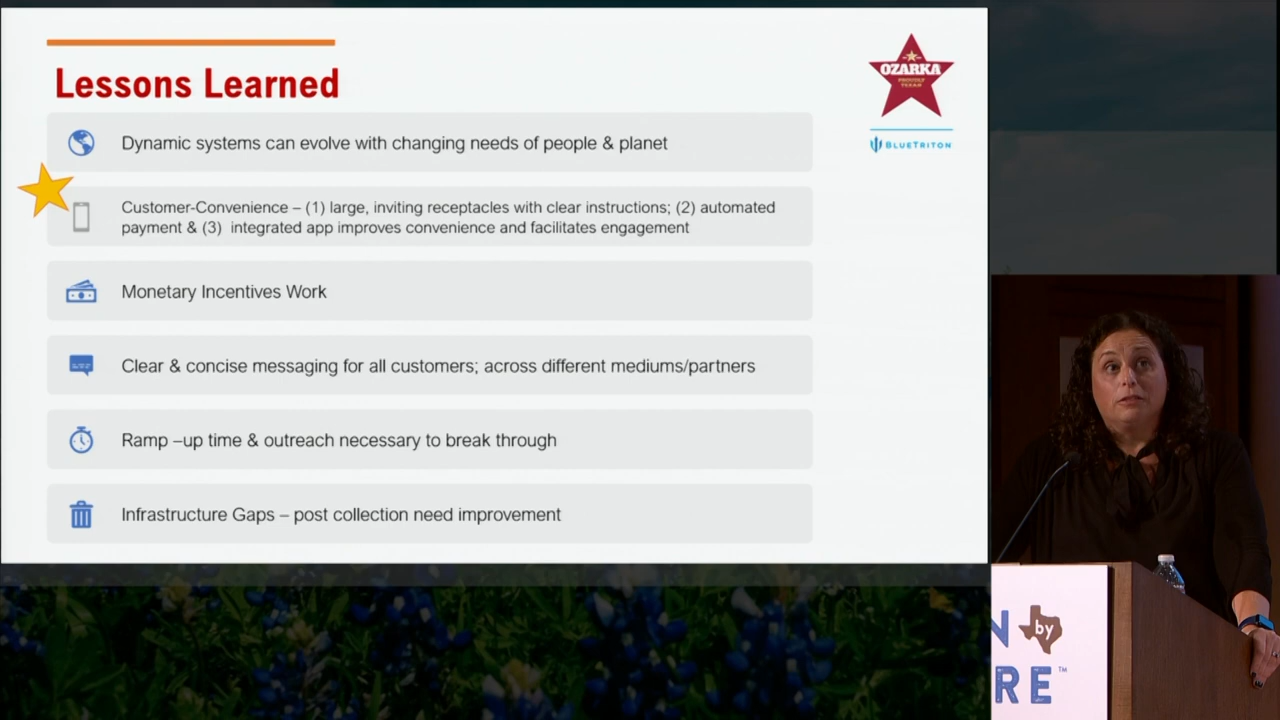 Lessons Learned
OZARKA
PROUDLY
TEXAN
BLUETRITON
Dynamic systems can evolve with changing needs of people & planet
Customer-Convenience – (1) large, inviting receptacles with clear instructions; (2) automated
payment & (3)  integrated app improves convenience and facilitates engagement
Monetary Incentives Work
Clear & concise messaging for all customers; across different mediums/partners
Ramp –up time & outreach necessary to break through
Infrastructure Gaps – post collection need improvement
N by
RE™